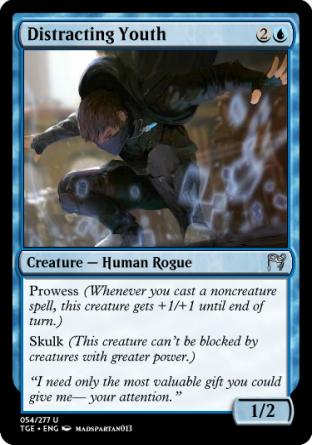 Distracting Youth 2
Creature — Human Rogue
Prowess (Whenever you cast a noncreature
spell, this creature gets +1/+1 until end of
turn.)
Skulk (This creature can't be blocked by
creatures with greater power.)
“I need only the most valuable gift you could
give me— your attention.”
1/2
054/277 U
TGE • ENG MADSPARTAN013